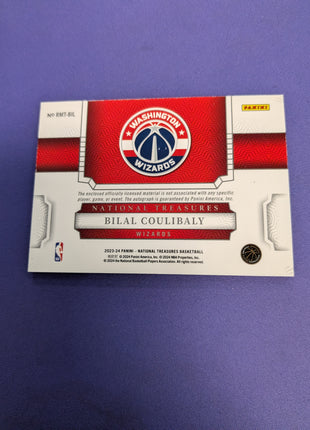 No. RMT-BIL
PANINI
WASHINGTON
WIZARDS
The enclosed officially licensed material is not associated with any specific
player, game, or event. The autograph is guaranteed by Panini America, Inc.
NATIONAL TREASURES
BILAL COULIBALY
WIZARDS
NBA
2023-24 PANINI - NATIONAL TREASURES BASKETBALL
© 2024 Panini America, Inc. © 2024 NBA Properties, Inc.
© 2024 the National Basketball Players Association. All rights reserved.